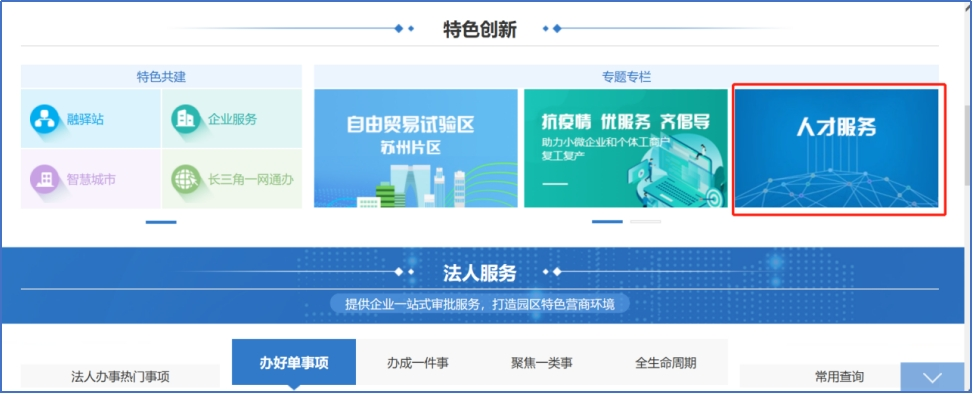 特色创新
特色共建
专题专栏
融驿站
企业服务
智慧城市
长三角一网通办
自由贸易试验区
苏州片区
抗疫情 优服务 齐倡导
助力小微企业和个体工商户
复工复产
人才服务
法人服务
提供企业一站式审批服务，打造园区特色营商环境
法人办事热门事项
办好单事项
办成一件事
聚焦一类事
全生命周期
常用查询